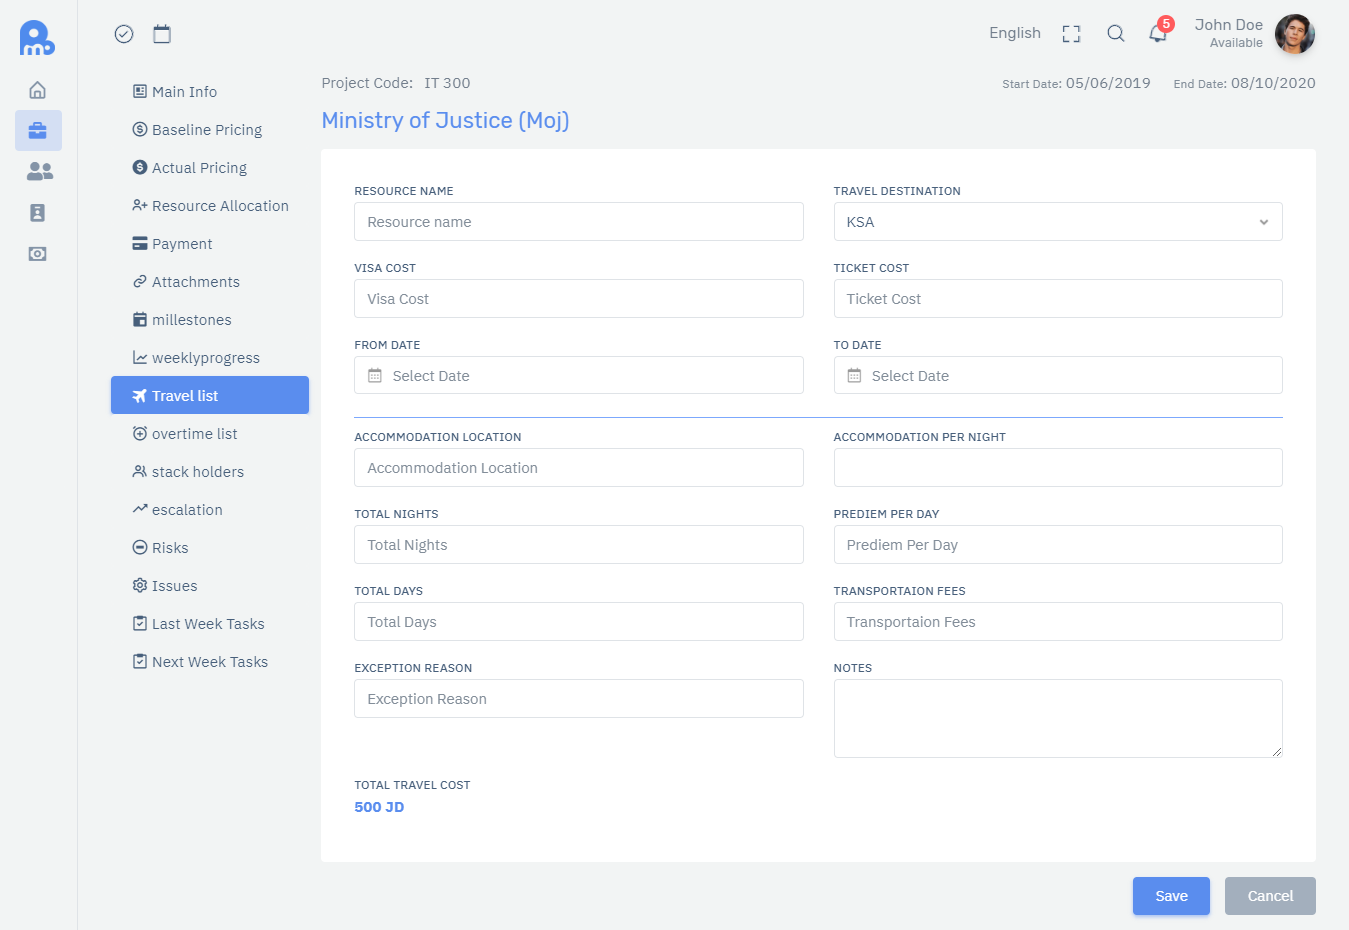 English
5
John Doe
Available
Main Info
Baseline Pricing
Actual Pricing
Resource Allocation
Payment
Attachments
millestones
weeklyprogress
Travel list
overtime list
stack holders
escalation
Risks
Issues
Last Week Tasks
Next Week Tasks
Project Code: IT 300
Start Date: 05/06/2019 End Date: 08/10/2020
Ministry of Justice (Moj)
RESOURCE NAME
Resource name
TRAVEL DESTINATION
KSA
VISA COST
Visa Cost
TICKET COST
Ticket Cost
FROM DATE
Select Date
TO DATE
Select Date
ACCOMMODATION LOCATION
Accommodation Location
ACCOMMODATION PER NIGHT
TOTAL NIGHTS
Total Nights
PREDIEM PER DAY
Prediem Per Day
TOTAL DAYS
Total Days
TRANSPORTAION FEES
Transportaion Fees
EXCEPTION REASON
Exception Reason
NOTES
TOTAL TRAVEL COST
500 JD
Save
Cancel